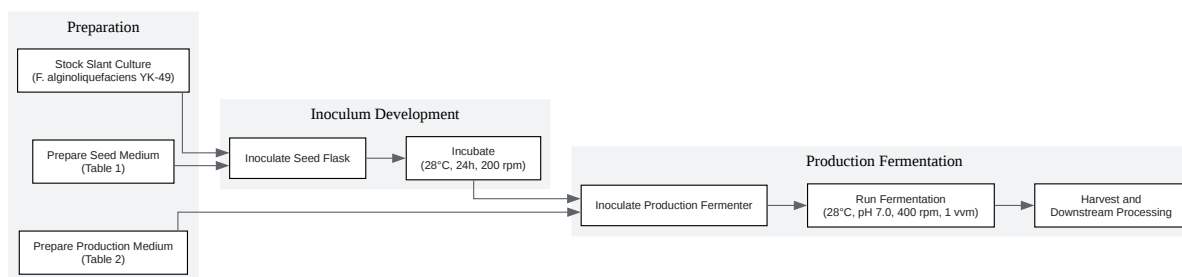 Preparation
Stock Slant Culture
(F. alginoliquefaciens YK-49)
Prepare Seed Medium
(Table 1)
Prepare Production Medium
(Table 2)
Inoculum Development
Inoculate Seed Flask
Incubate
(28°C, 24h, 200 rpm)
Production Fermentation
Inoculate Production Fermenter
Run Fermentation
(28°C, pH 7.0, 400 rpm, 1 vvm)
Harvest and
Downstream Processing